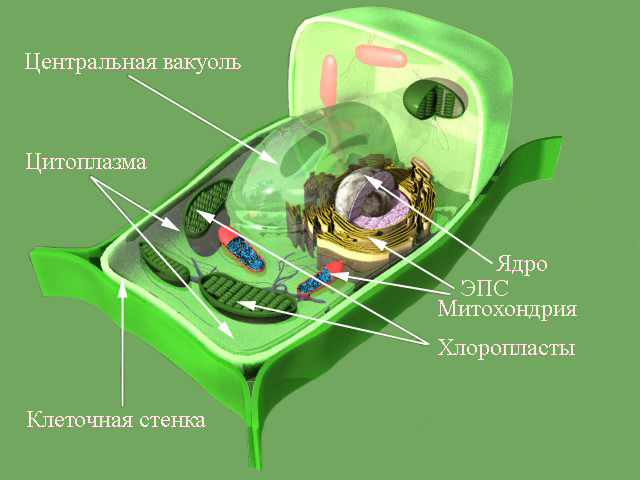 Центральная вакуоль
Цитоплазма
Ядро
ЭПС
Митохондрия
Хлоропласты
Клеточная стенка